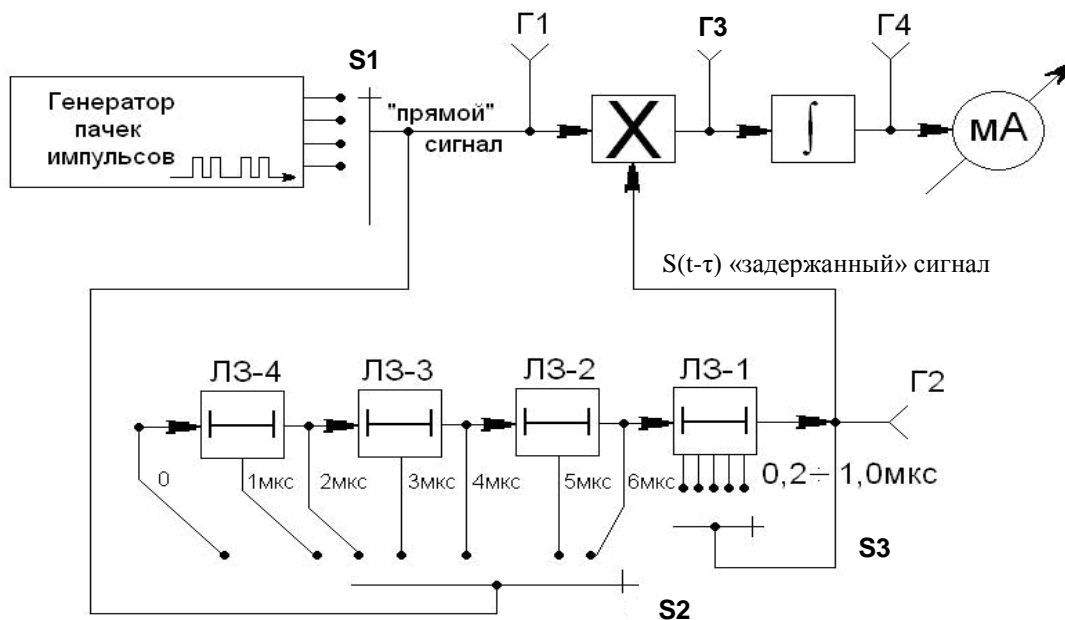 Г1
Г3
Г4
S1
Генератор
пачек
импульсов
"прямой"
сигнал
X
∫
мА
S(t-τ) «задержанный» сигнал
ЛЗ-4
ЛЗ-3
ЛЗ-2
ЛЗ-1
Г2
0
1мкс
2мкс
3мкс
4мкс
5мкс
6мкс
0,2÷1,0мкс
S3
S2